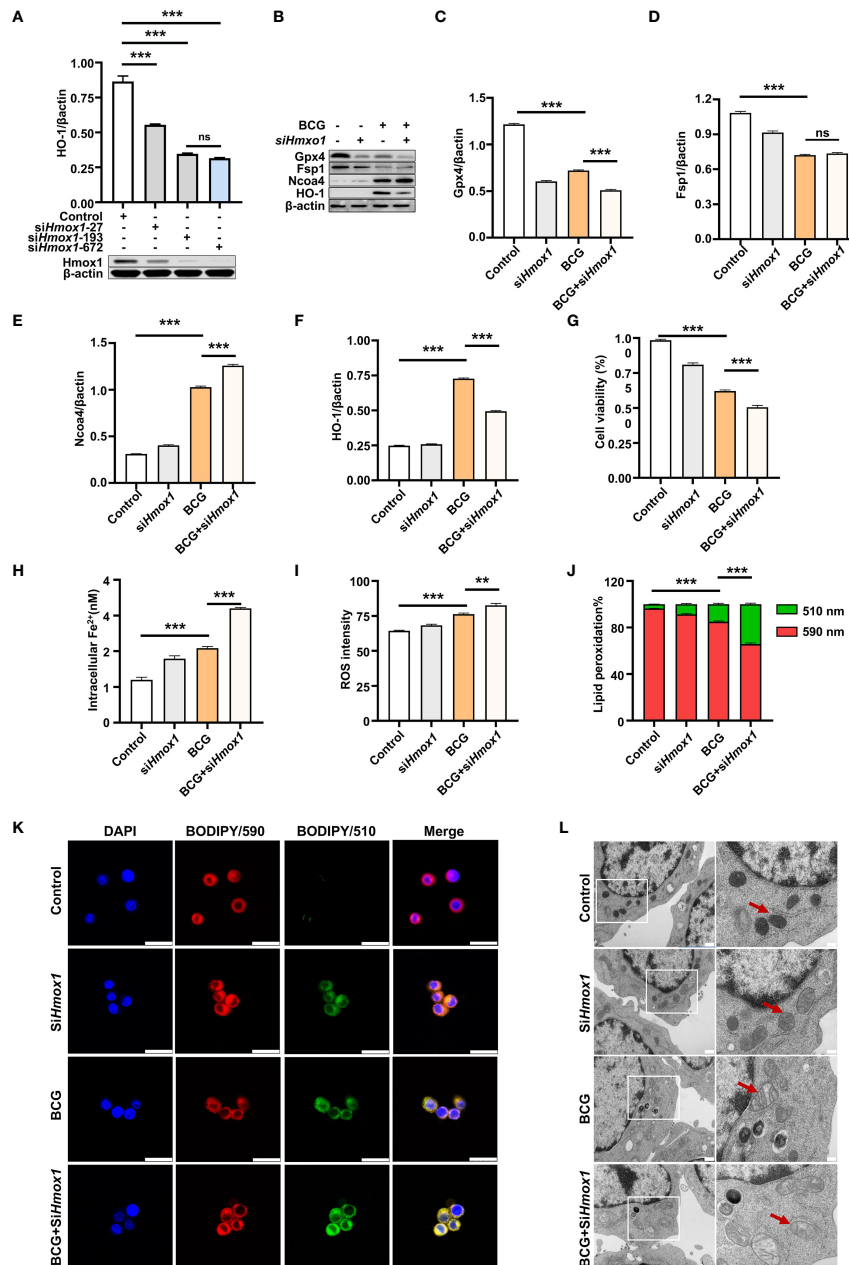 A
***
***
***
ns
HO-1/βactin
1.00
0.75
0.50
0.25
0.00
Control + - - -
siHmox1-27 - + - -
siHmox1-193 - - + -
siHmox1-672 - - - +
Hmox1
β-actin
B
BCG - - + +
siHmxo1 - + - +
Gpx4
Fsp1
Ncoa4
HO-1
β-actin
C
***
***
Gpx4/βactin
1.5
1.0
0.5
0.0
Control
siHmox1
BCG
BCG+siHmox1
D
***
ns
Fsp1/βactin
1.2
0.9
0.6
0.3
0.0
Control
siHmox1
BCG
BCG+siHmox1
E
***
***
Ncoa4/βactin
1.5
1.0
0.5
0.0
Control
siHmox1
BCG
BCG+siHmox1
F
***
***
HO-1/βactin
1.00
0.75
0.50
0.25
0.00
Control
siHmox1
BCG
BCG+siHmox1
G
***
***
Cell viability (%)
1.0
0
0.7
5
0.5
0
0.25
0.00
Control
siHmox1
BCG
BCG+siHmox1
H
***
***
Intracellular Fe²⁺(nM)
4
3
2
1
0
Control
siHmox1
BCG
BCG+siHmox1
I
***
**
ROS intensity
100
75
50
25
0
Control
siHmox1
BCG
BCG+siHmox1
J
***
***
Lipid peroxidation%
120
80
40
0
510 nm
590 nm
Control
siHmox1
BCG
BCG+siHmox1
K
DAPI BODIPY/590 BODIPY/510 Merge
Control
SiHmox1
BCG
BCG+SiHmox1
L
Control
SiHmox1
BCG
BCG+SiHmox1